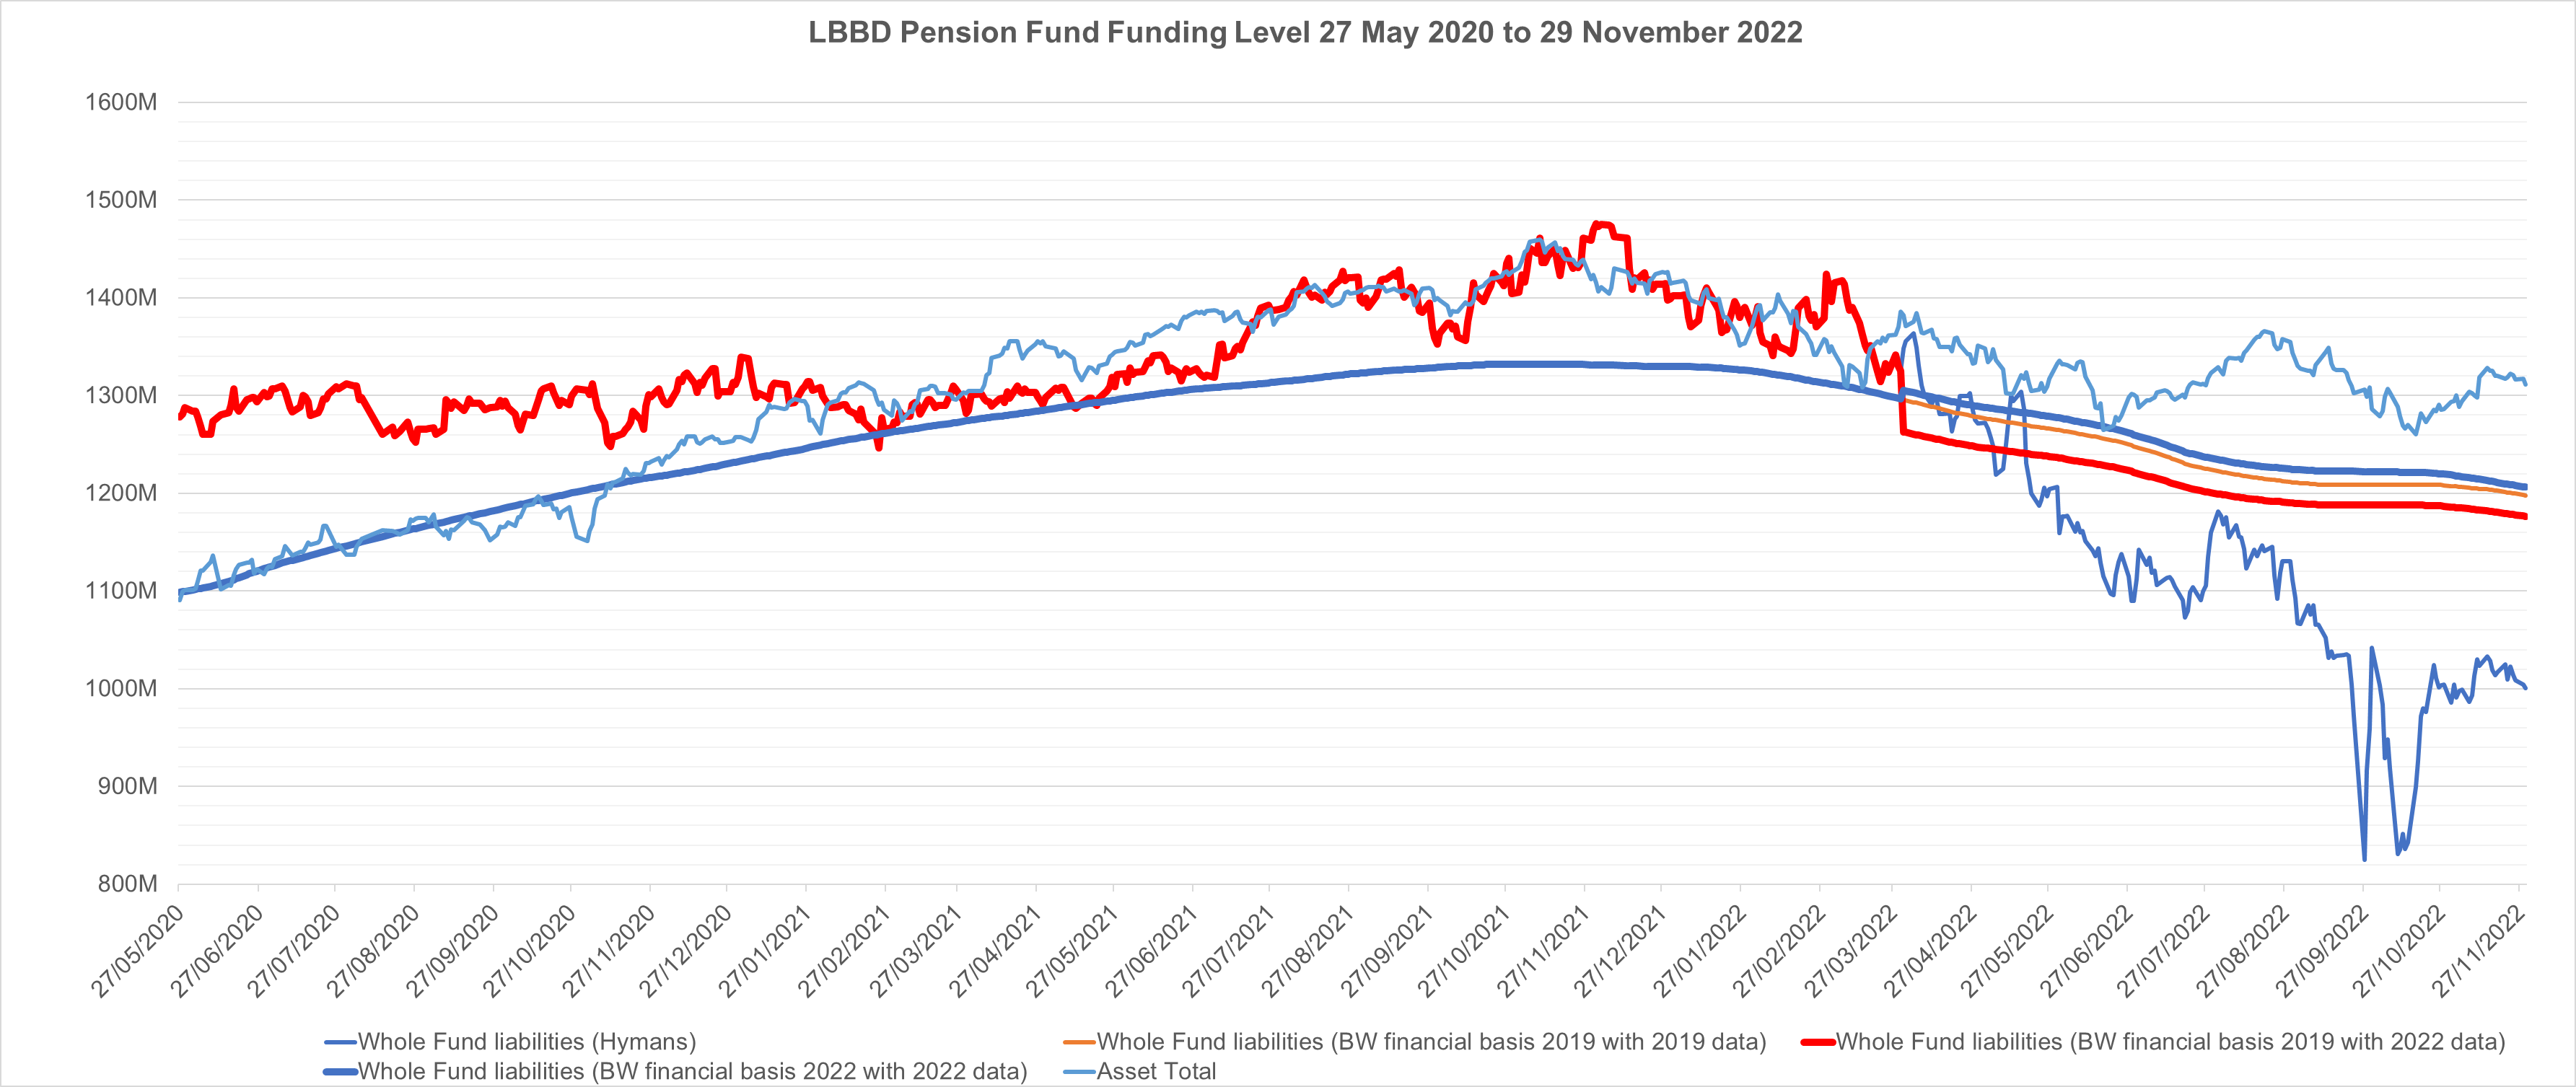 LBBD Pension Fund Funding Level 27 May 2020 to 29 November 2022
1600M
1500M
1400M
1300M
1200M
1100M
1000M
900M
800M
27/05/2020
27/06/2020
27/07/2020
27/08/2020
27/09/2020
27/10/2020
27/11/2020
27/12/2020
27/01/2021
27/02/2021
27/03/2021
27/04/2021
27/05/2021
27/06/2021
27/07/2021
27/08/2021
27/09/2021
27/10/2021
27/11/2021
27/12/2021
27/01/2022
27/02/2022
27/03/2022
27/04/2022
27/05/2022
27/06/2022
27/07/2022
27/08/2022
27/09/2022
27/10/2022
27/11/2022
Whole Fund liabilities (Hymans)
Whole Fund liabilities (BW financial basis 2019 with 2019 data)
Whole Fund liabilities (BW financial basis 2019 with 2022 data)
Whole Fund liabilities (BW financial basis 2022 with 2022 data)
Asset Total